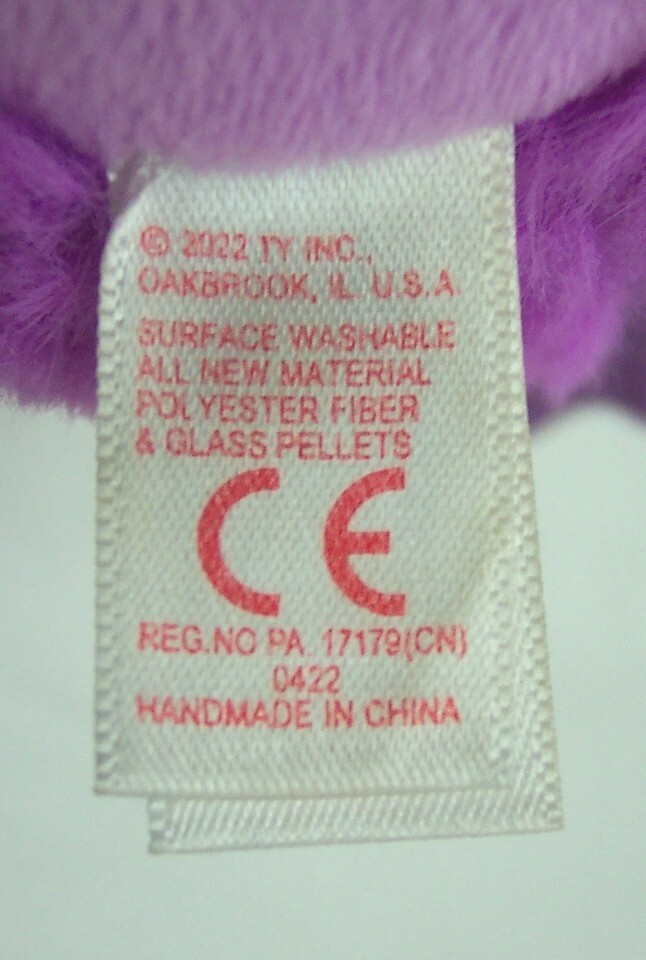 © 2022 TY INC.,
OAKBROOK, IL. U.S.A.
SURFACE WASHABLE
ALL NEW MATERIAL
POLYESTER FIBER
& GLASS PELLETS
CE
REG.NO PA. 17179(CN)
0422
HANDMADE IN CHINA